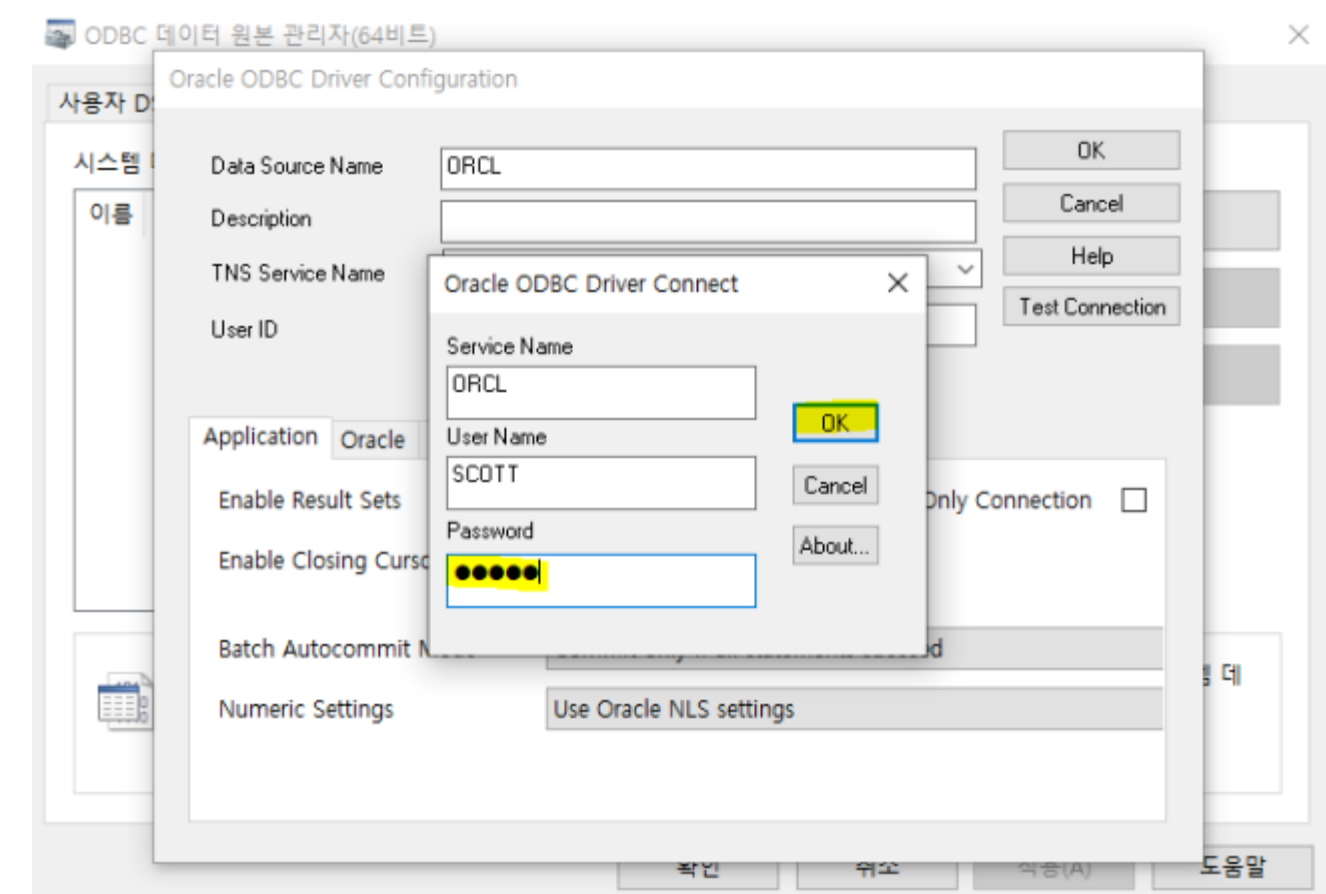 ODBC 데이터 원본 관리자(64비트)
Oracle ODBC Driver Configuration
사용자
시스템
이름
Data Source Name ORCL
Description
TNS Service Name
User ID
OK
Cancel
Help
Test Connection
Oracle ODBC Driver Connect
Service Name
ORCL
User Name
SCOTT
Password
●●●●●
OK
Cancel
About...
Application Oracle
Enable Result Sets
Only Connection
Enable Closing
Batch Autocommit
Numeric Settings Use Oracle NLS settings
데
확인 취소 적용(A) 도움말